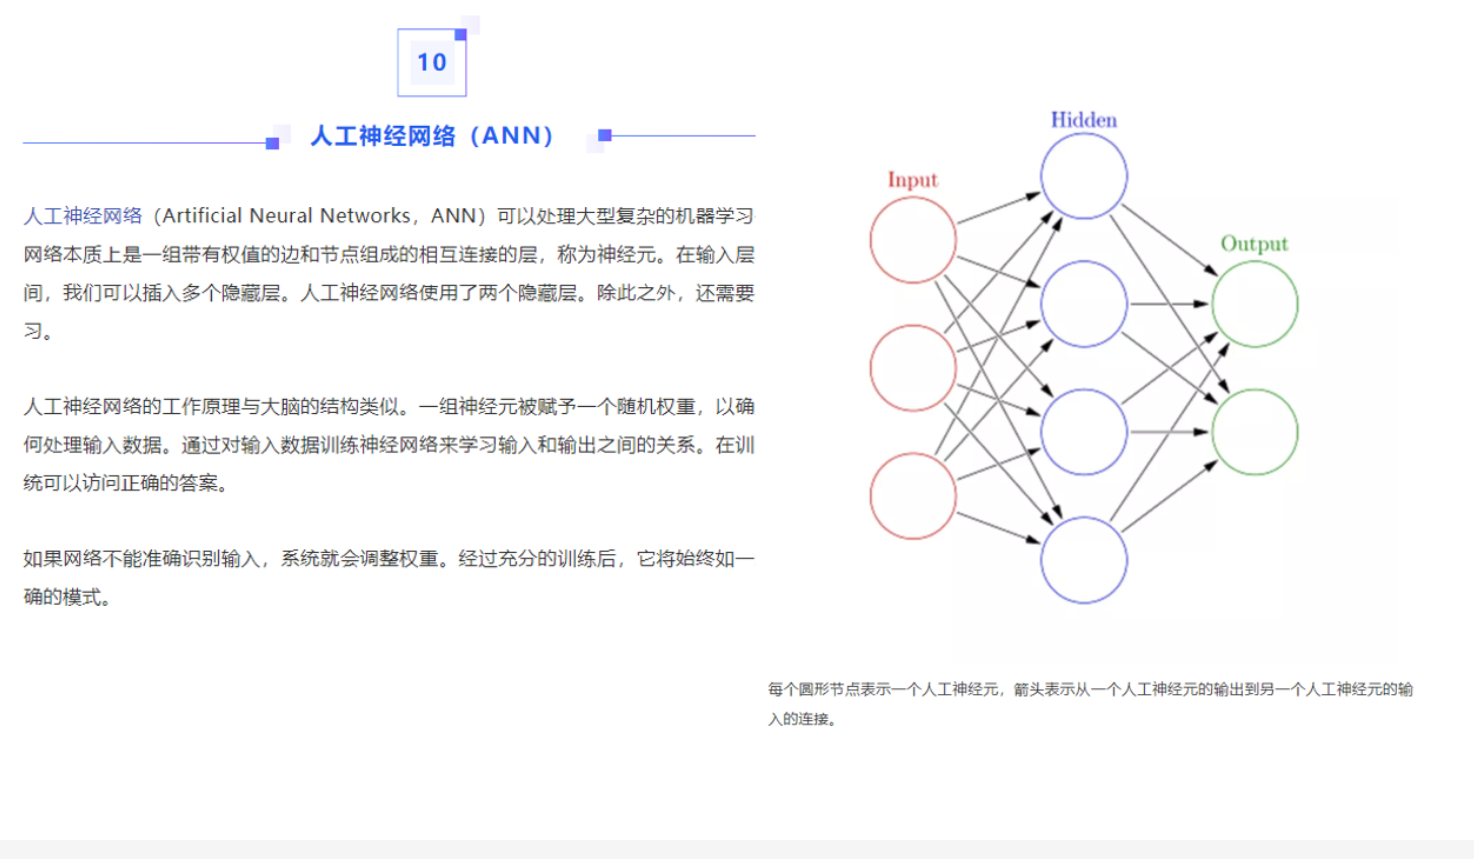 10
人工神经网络（ANN）
人工神经网络（Artificial Neural Networks，ANN）可以处理大型复杂的机器学习
网络本质上是一组带有权值的边和节点组成的相互连接的层，称为神经元。在输入层
间，我们可以插入多个隐藏层。人工神经网络使用了两个隐藏层。除此之外，还需要
习。
人工神经网络的工作原理与大脑的结构类似。一组神经元被赋予一个随机权重，以确
何处理输入数据。通过对输入数据训练神经网络来学习输入和输出之间的关系。在训
统可以访问正确的答案。
如果网络不能准确识别输入，系统就会调整权重。经过充分的训练后，它将始终如一
确的模式。
Hidden
Input
Output
每个圆形节点表示一个人工神经元，箭头表示从一个人工神经元的输出到另一个人工神经元的输
入的连接。